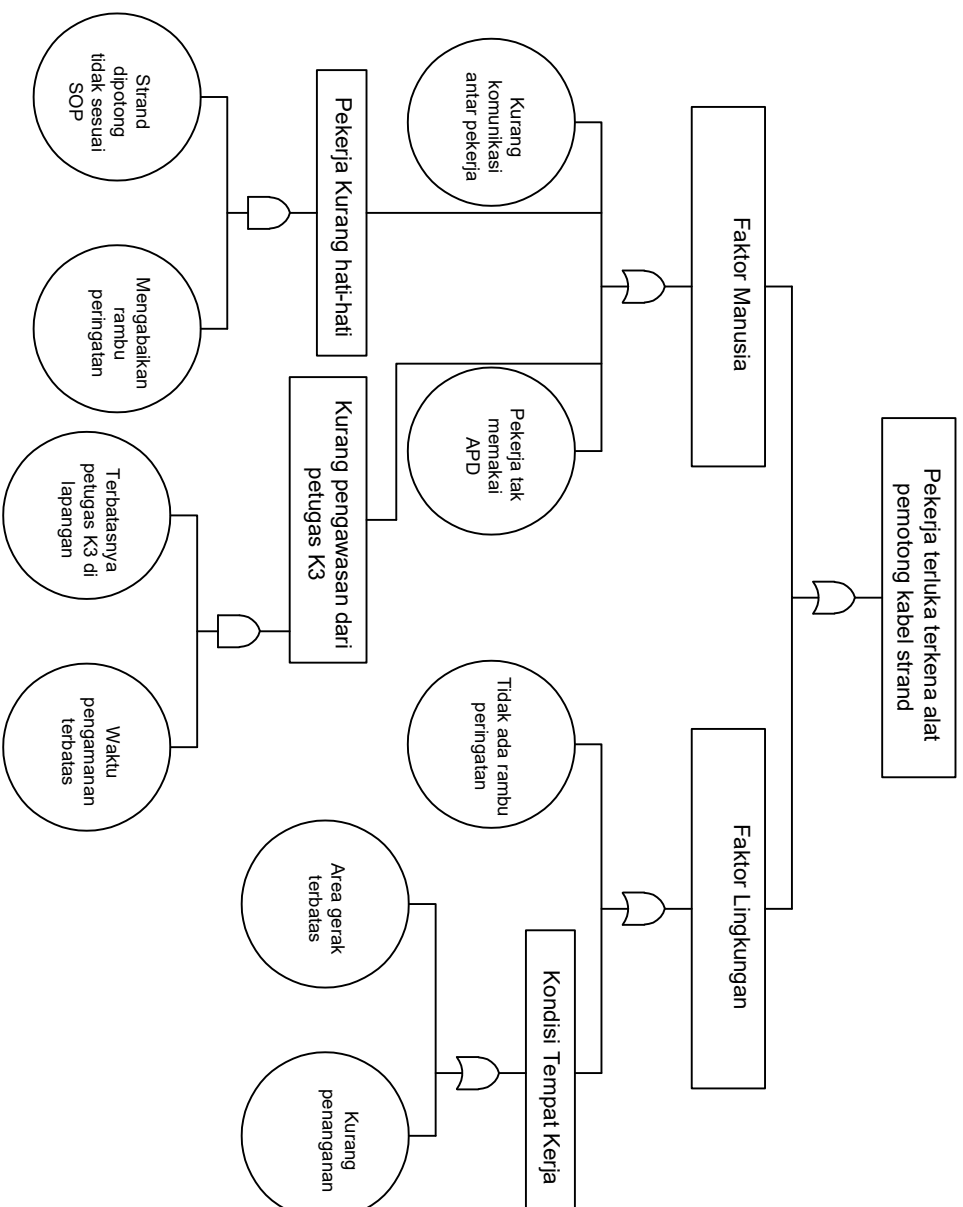 Pekerja terluka terkena alat
pemotong kabel strand
Faktor Manusia
Faktor Lingkungan
Kurang
komunikasi
antar pekerja
Pekerja tak
memakai
APD
Tidak ada rambu
peringatan
Kondisi Tempat Kerja
Pekerja Kurang hati-hati
Kurang pengawasan dari
petugas K3
Area gerak
terbatas
Kurang
penanganan
Strand
dipotong
tidak sesuai
SOP
Mengabaikan
rambu
peringatan
Terbatasnya
petugas K3 di
lapangan
Waktu
pengamanan
terbatas